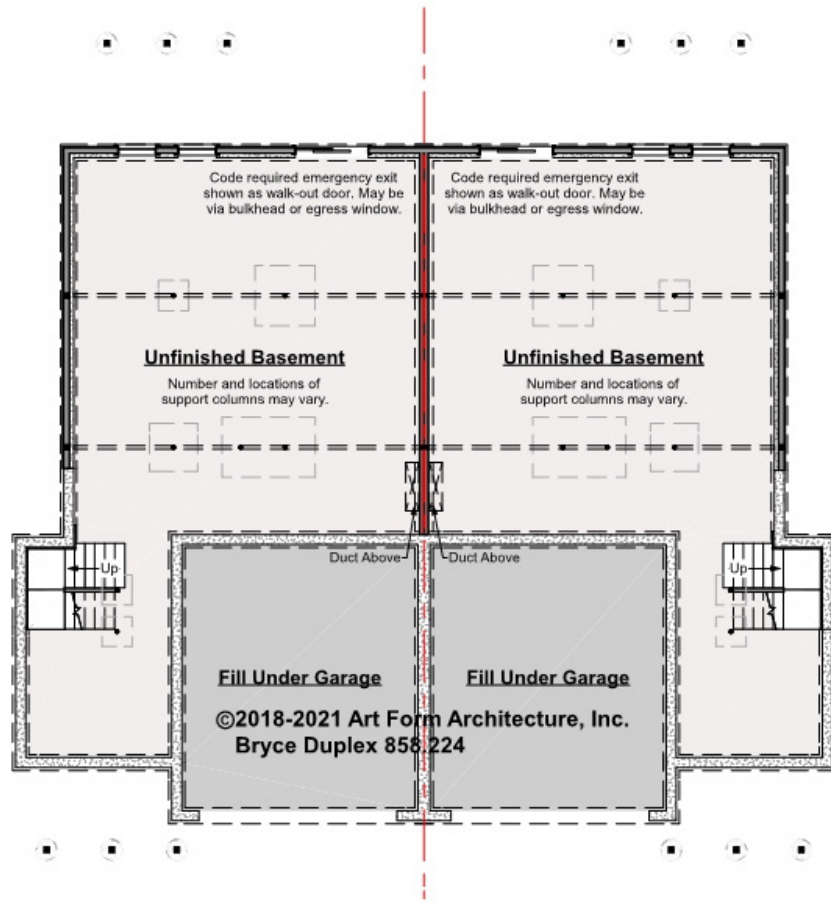 Code required emergency exit
shown as walk-out door. May be
via bulkhead or egress window.
Code required emergency exit
shown as walk-out door. May be
via bulkhead or egress window.
Unfinished Basement
Number and locations of
support columns may vary.
Unfinished Basement
Number and locations of
support columns may vary.
Duct Above
Duct Above
Up
Up
Fill Under Garage
Fill Under Garage
©2018-2021 Art Form Architecture, Inc.
Bryce Duplex 858.224